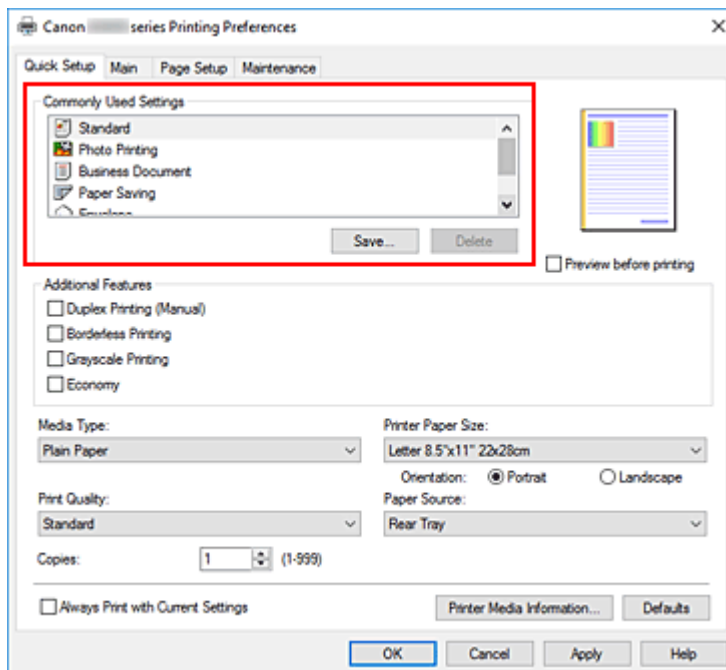 Canon series Printing Preferences
Quick Setup Main Page Setup Maintenance
Commonly Used Settings
Standard
Photo Printing
Business Document
Paper Saving
Envelope
Save... Delete
Preview before printing
Additional Features
Duplex Printing (Manual)
Borderless Printing
Grayscale Printing
Economy
Media Type: Printer Paper Size:
Plain Paper Letter 8.5"x11" 22x28cm
Orientation: Portrait Landscape
Print Quality: Paper Source:
Standard Rear Tray
Copies: 1 (1-999)
Always Print with Current Settings Printer Media Information... Defaults
OK Cancel Apply Help